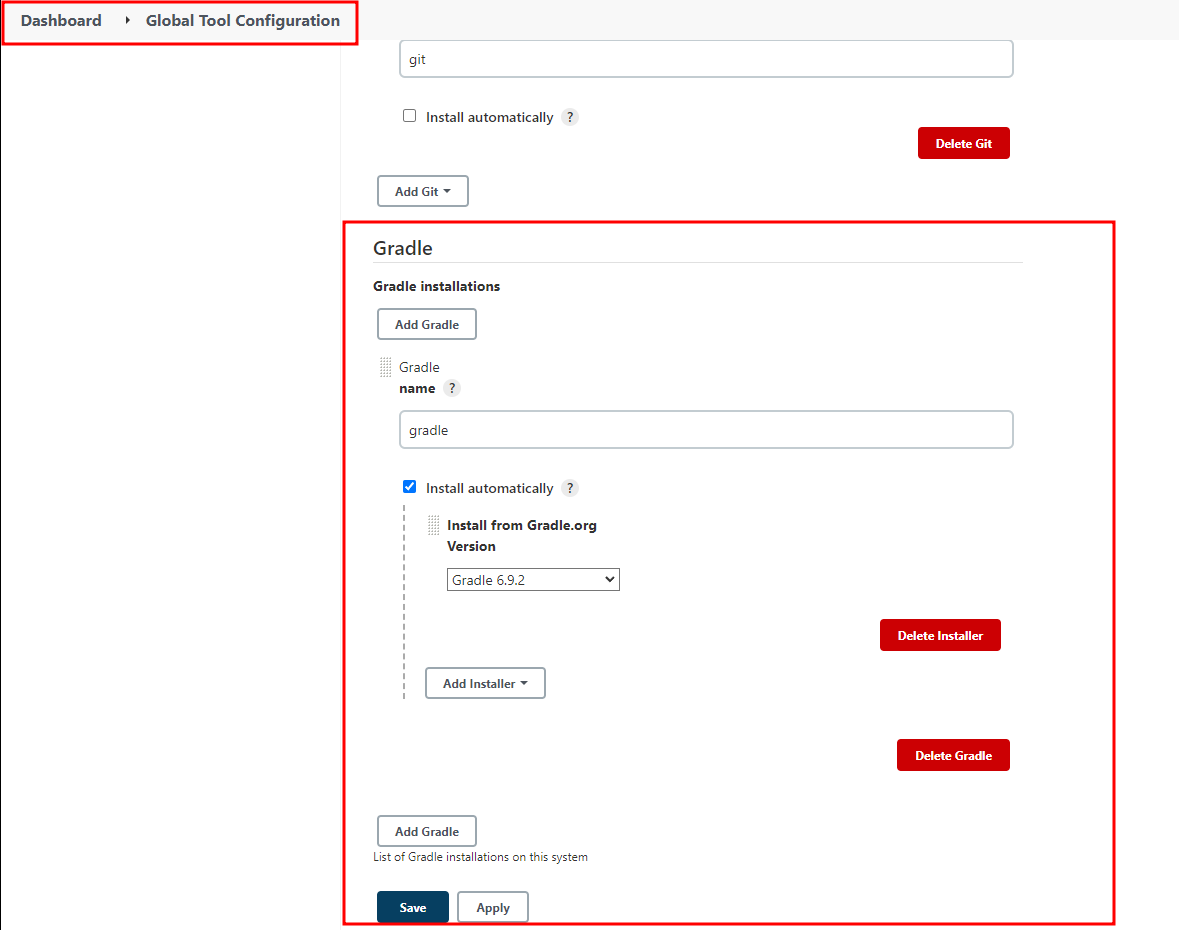 Dashboard Global Tool Configuration
git
Install automatically ?
Delete Git
Add Git
Gradle
Gradle installations
Add Gradle
Gradle
name ?
gradle
Install automatically ?
Install from Gradle.org
Version
Gradle 6.9.2
Delete Installer
Add Installer
Delete Gradle
Add Gradle
List of Gradle installations on this system
Save Apply